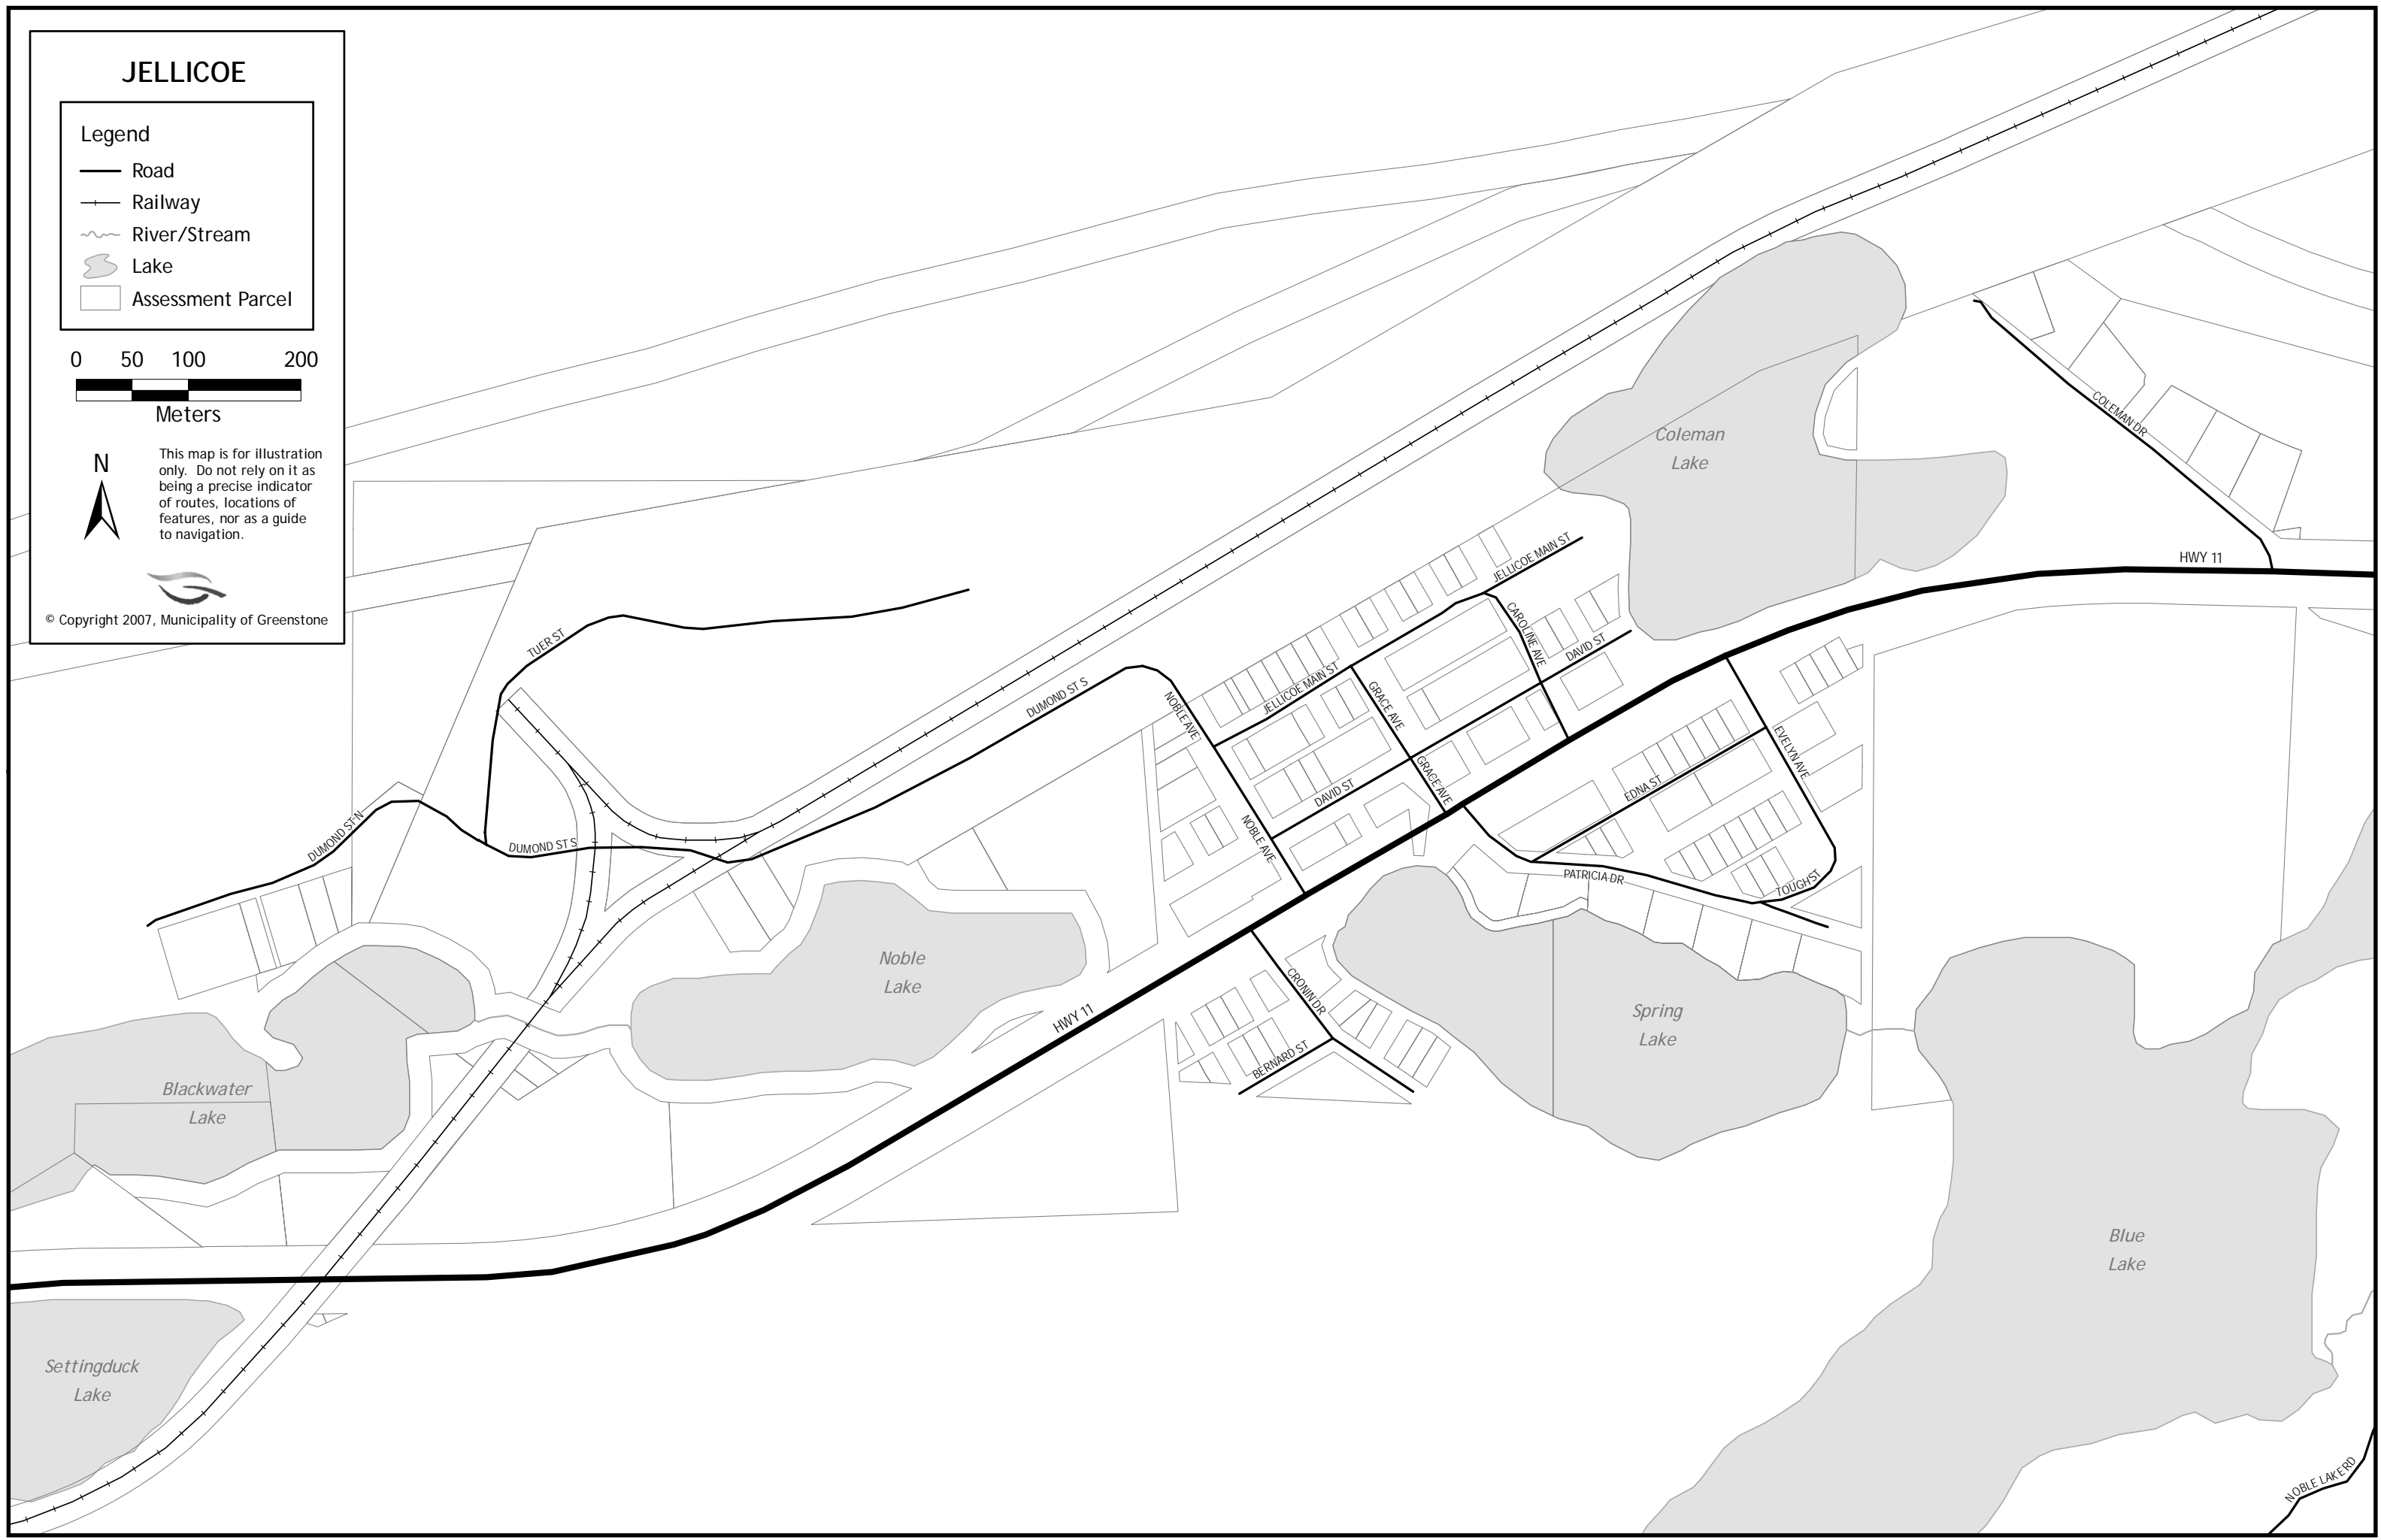 JELLICOE
Legend
Road
Railway
River/Stream
Lake
Assessment Parcel
0 50 100 200
Meters
N
This map is for illustration
only. Do not rely on it as
being a precise indicator
of routes, locations of
features, nor as a guide
to navigation.
© Copyright 2007, Municipality of Greenstone
Coleman
Lake
COLEMAN DR
HWY 11
JELLICOE MAIN ST
CAROLINE AVE
DAVID ST
TUER ST
DUMOND ST S
NOBLE AVE
JELLICOE MAIN ST
GRACE AVE
EVELYN AVE
GRACE AVE
EDNA ST
DAVID ST
DUMOND ST N
DUMOND ST S
NOBLE AVE
PATRICIA DR
TOUGH ST
Noble
Lake
CRONIN DR
HWY 11
Spring
Lake
BERNARD ST
Blackwater
Lake
Blue
Lake
Settingduck
Lake
NOBLE LAKE RD